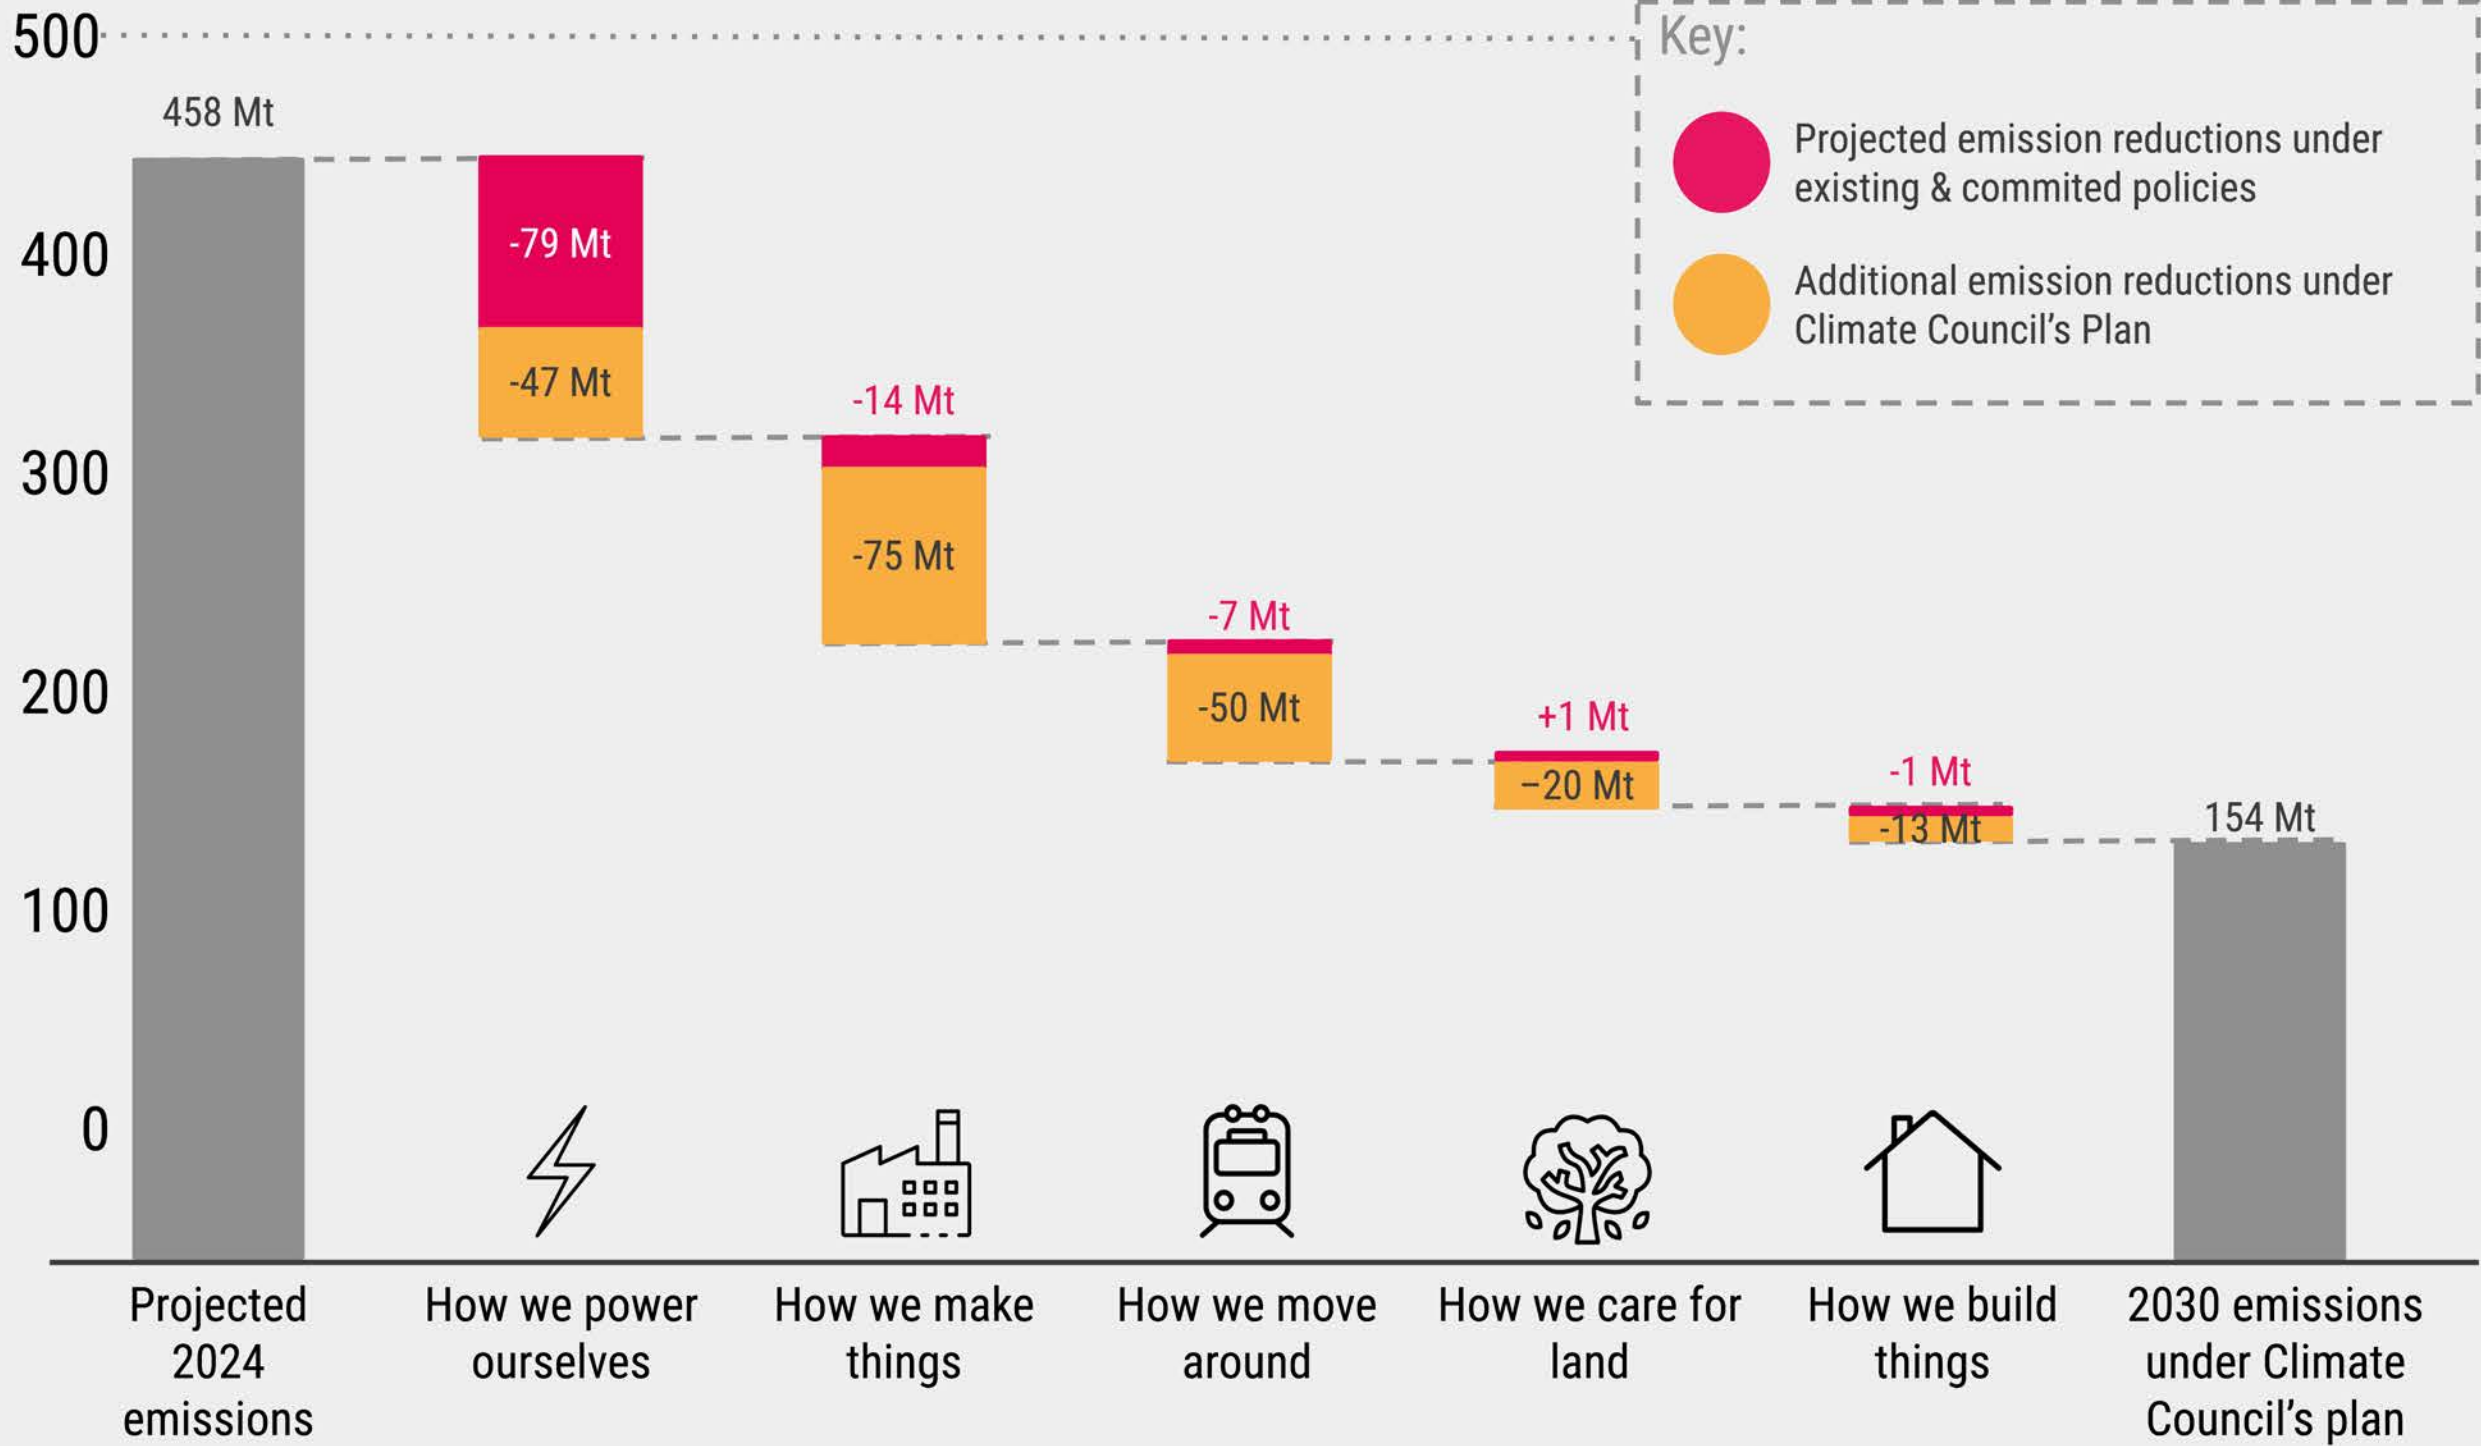 500
400
300
200
100
0
Key:
Projected emission reductions under
existing & commited policies
Additional emission reductions under
Climate Council's Plan
458 Mt
-79 Mt
-47 Mt
-14 Mt
-75 Mt
-7 Mt
-50 Mt
+1 Mt
–20 Mt
-1 Mt
-13 Mt
154 Mt
Projected
2024
emissions
How we power
ourselves
How we make
things
How we move
around
How we care for
land
How we build
things
2030 emissions
under Climate
Council's plan